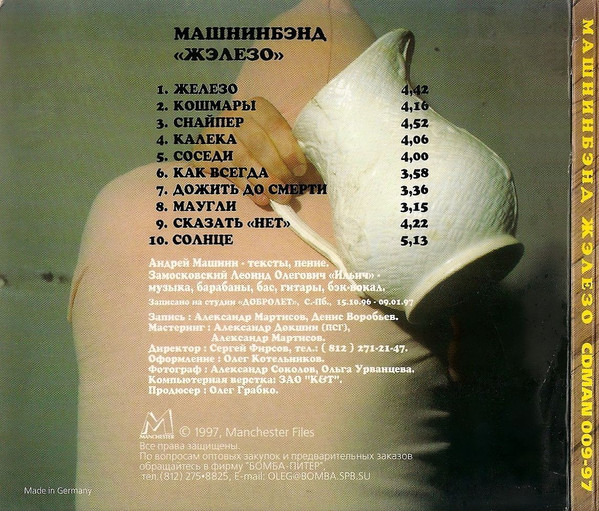 МАШНИНБЭНД
«ЖЭЛЕЗО»
1. ЖЕЛЕЗО 4,42
2. КОШМАРЫ 4,16
3. СНАЙПЕР 4,52
4. КАЛЕКА 4,06
5. СОСЕДИ 4,00
6. КАК ВСЕГДА 3,58
7. ДОЖИТЬ ДО СМЕРТИ 3,36
8. МАУГЛИ 3,15
9. СКАЗАТЬ «НЕТ» 4,22
10. СОЛНЦЕ 5,13
Андрей Машнин - тексты, пение.
Замосковский Леонид Олегович «Ильич» -
музыка, барабаны, бас, гитары, бэк-вокал.
Записано на студии «ДОБРОЛЕТ», С.-Пб., 15.10.96 - 09.01.97
Запись : Александр Мартисов, Денис Воробьев.
Мастеринг : Александр Докшин (ПСГ),
Александр Мартисов.
Директор : Сергей Фирсов, тел.: ( 812 ) 271-21-47.
Оформление : Олег Котельников.
Фотограф : Александр Соколов, Ольга Урванцева.
Компьютерная верстка: ЗАО "К&Т".
Продюсер : Олег Грабко.
M
MANCHESTER
© 1997, Manchester Files
Все права защищены.
По вопросам оптовых закупок и предварительных заказов
обращайтесь в фирму "БОМБА-ПИТЕР",
тел.(812) 275•8825, E-mail: OLEG@BOMBA.SPB.SU
Made in Germany
МАШНИНБЭНД ЖЭЛЕЗО CDMAN 009-97